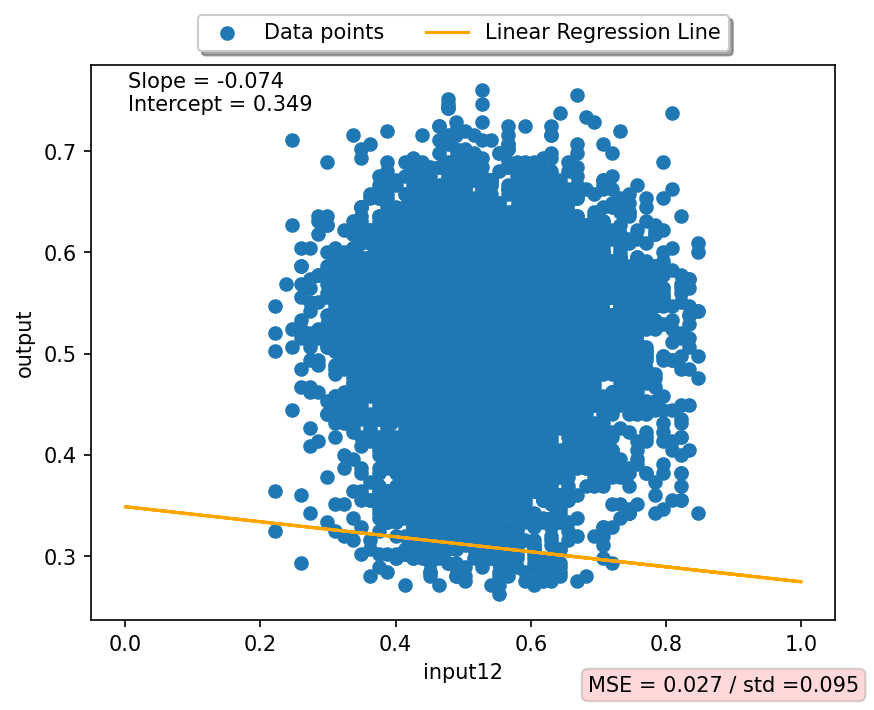 Data points
Linear Regression Line
Slope = -0.074
Intercept = 0.349
output
0.7
0.6
0.5
0.4
0.3
0.0
0.2
0.4
0.6
0.8
1.0
input12
MSE = 0.027 / std =0.095